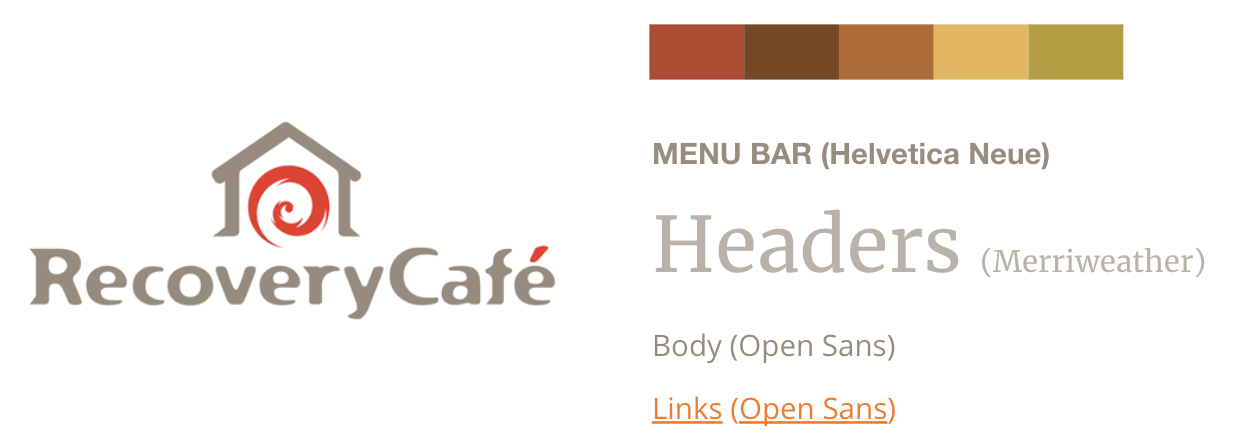 RecoveryCafé
MENU BAR (Helvetica Neue)
Headers (Merriweather)
Body (Open Sans)
Links (Open Sans)